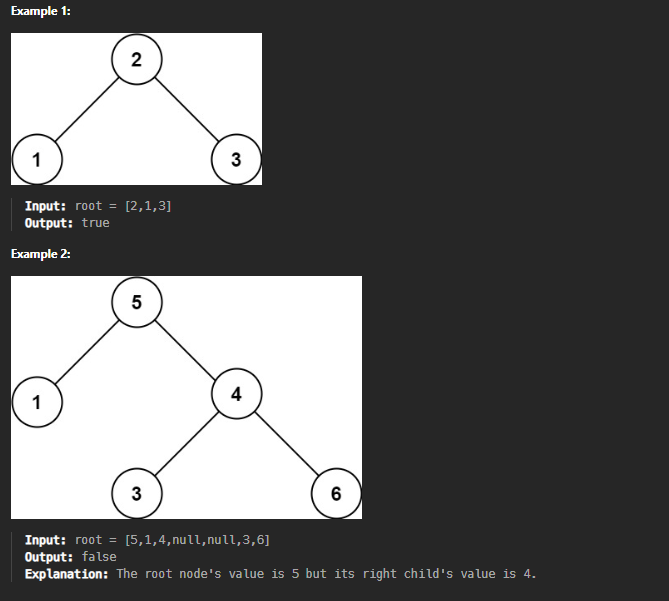 Example 1:
2
1 3
Input: root = [2,1,3]
Output: true
Example 2:
5
1
4
3 6
Input: root = [5,1,4,null,null,3,6]
Output: false
Explanation: The root node's value is 5 but its right child's value is 4.